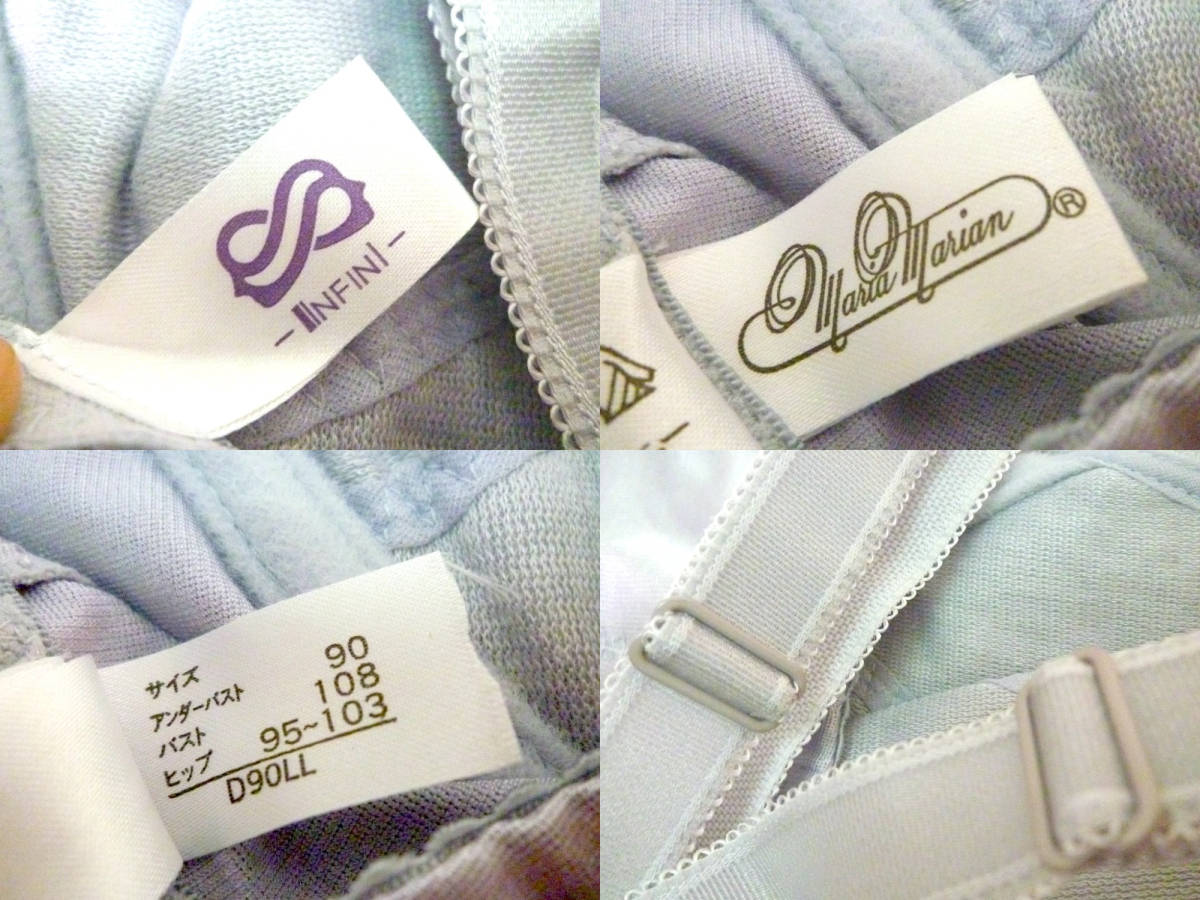 INFINI
Maria Marian ®
サイズ
アンダーバスト 90
バスト 108
ヒップ 95~103
D90LL